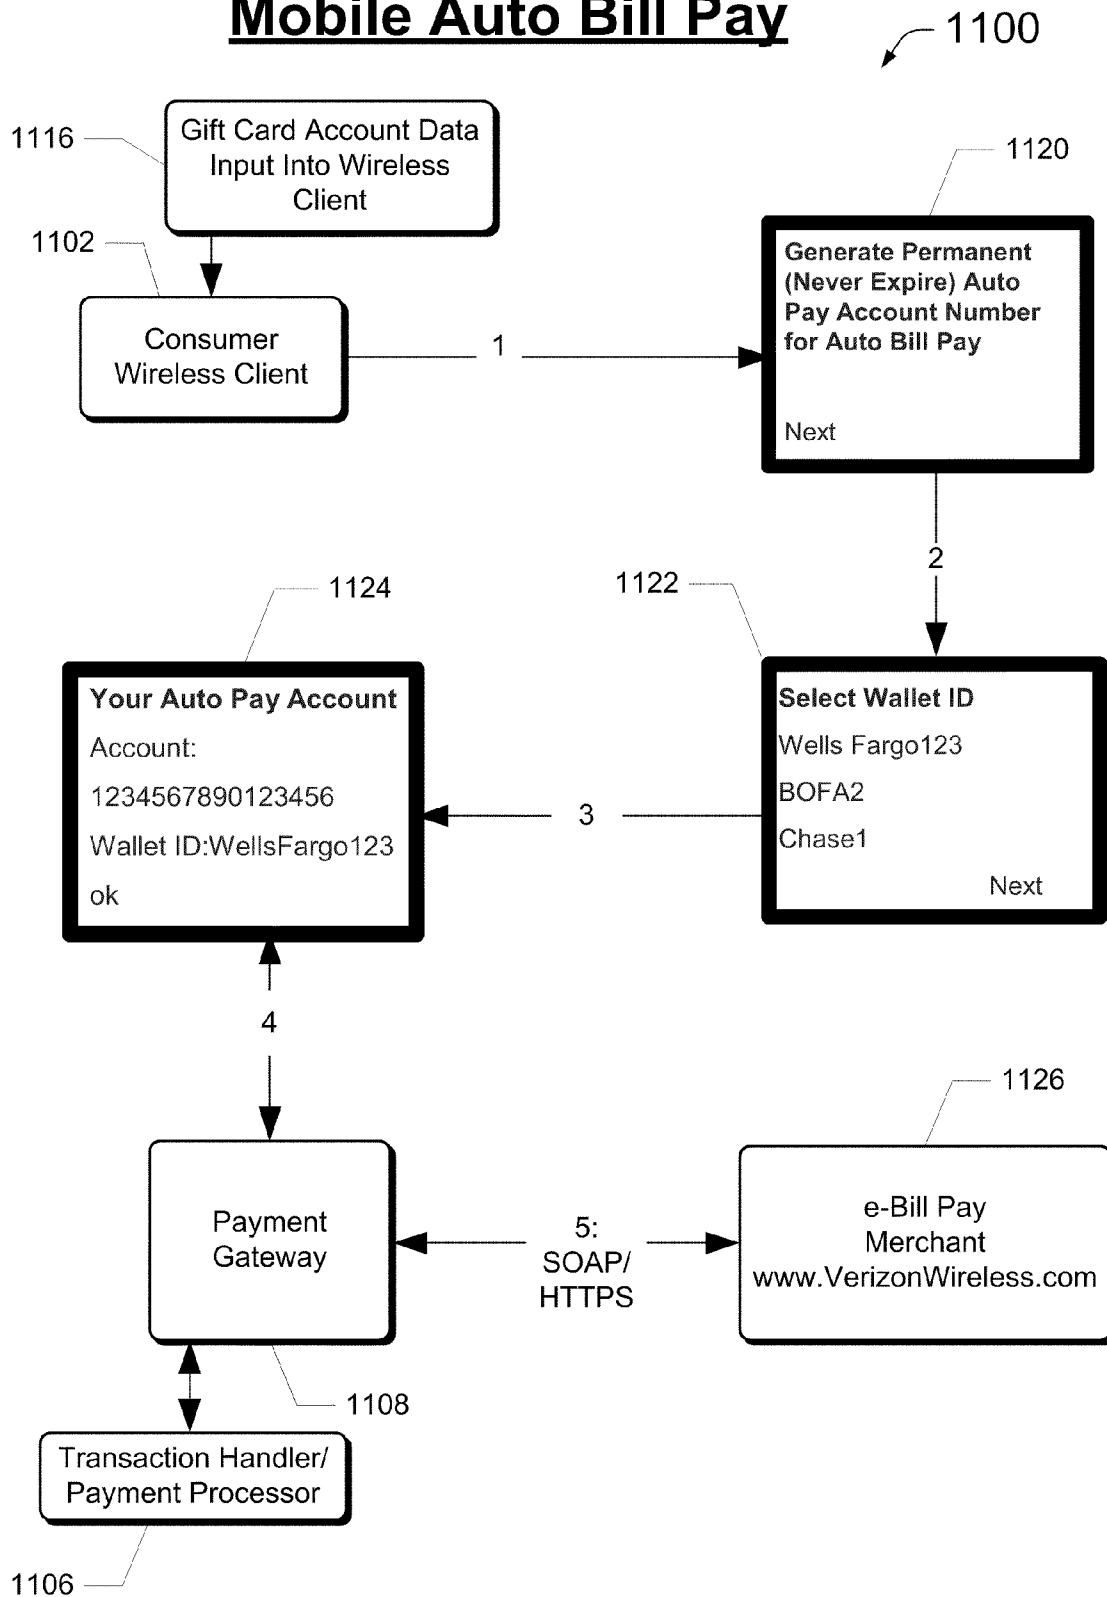 Mobile Auto Bill Pay
1100
1116
Gift Card Account Data
Input Into Wireless
Client
1120
1102
Consumer
Wireless Client
1
Generate Permanent
(Never Expire) Auto
Pay Account Number
for Auto Bill Pay
Next
2
1124
1122
Your Auto Pay Account
Account:
1234567890123456
Wallet ID:WellsFargo123
ok
3
Select Wallet ID
Wells Fargo123
BOFA2
Chase1
Next
4
1126
Payment
Gateway
5:
SOAP/
HTTPS
e-Bill Pay
Merchant
www.VerizonWireless.com
1108
Transaction Handler/
Payment Processor
1106